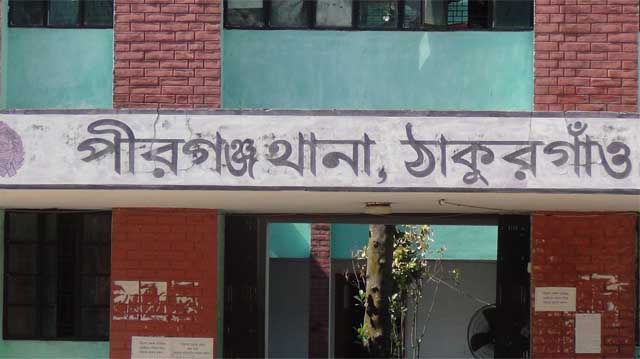 পীরগঞ্জ থানা, ঠাকুরগাঁও